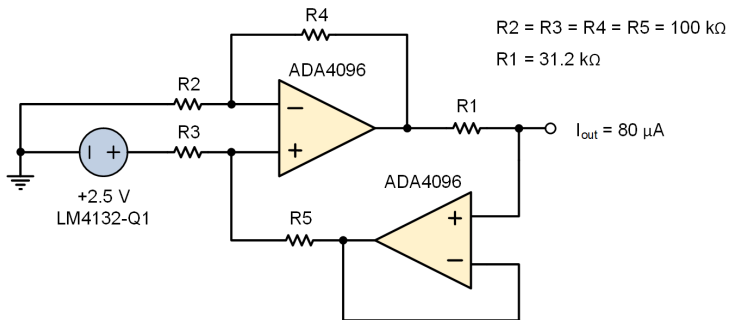 R4
R2 = R3 = R4 = R5 = 100 kΩ
R1 = 31.2 kΩ
ADA4096
R2
R1
−
R3
+
Iout = 80 µA
+
ADA4096
+2.5 V
LM4132-Q1
R5
+
−